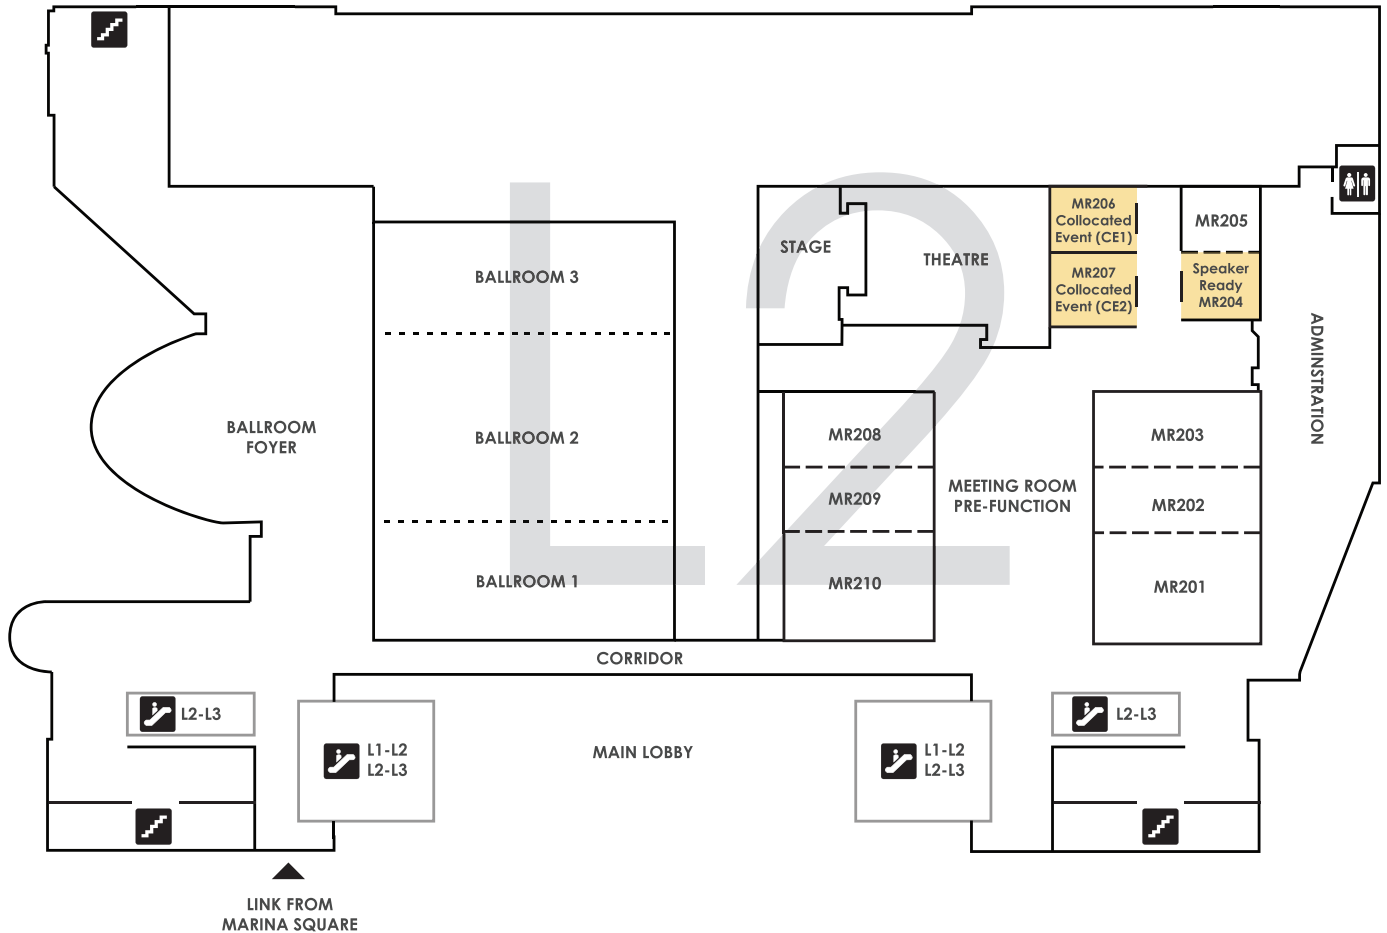 L2
MR206
Collocated
Event (CE1)
MR205
STAGE
THEATRE
BALLROOM 3
MR207
Collocated
Event (CE2)
Speaker
Ready
MR204
ADMINSTRATION
BALLROOM
FOYER
BALLROOM 2
MR208
MR203
MR209
MEETING ROOM
PRE-FUNCTION
MR202
BALLROOM 1
MR210
MR201
CORRIDOR
L2-L3
L2-L3
L1-L2
L2-L3
MAIN LOBBY
L1-L2
L2-L3
LINK FROM
MARINA SQUARE